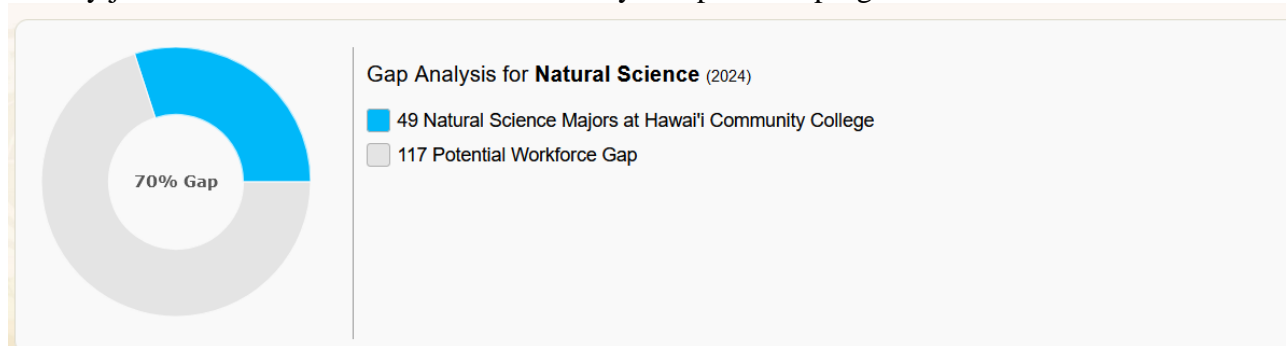 Gap Analysis for Natural Science (2024)
49 Natural Science Majors at Hawai'i Community College
117 Potential Workforce Gap
70% Gap